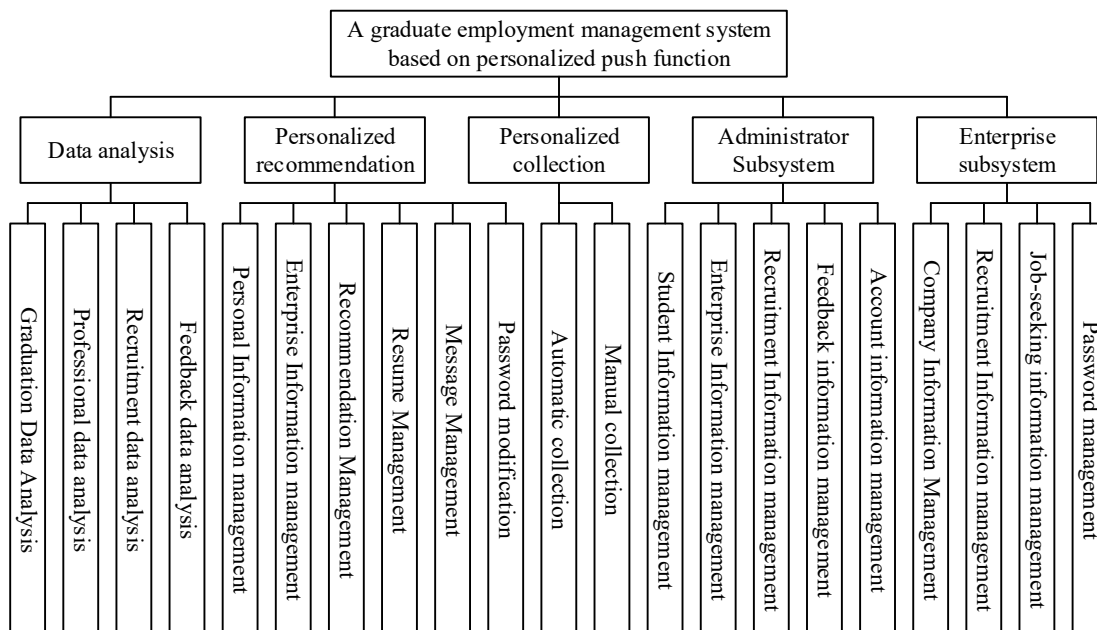 A graduate employment management system
based on personalized push function
Data analysis
Personalized
recommendation
Personalized
collection
Administrator
Subsystem
Enterprise
subsystem
Graduation Data Analysis
Professional data analysis
Recruitment data analysis
Feedback data analysis
Personal Information management
Enterprise Information management
Recommendation Management
Resume Management
Message Management
Password modification
Automatic collection
Manual collection
Student Information management
Enterprise Information management
Recruitment Information management
Feedback information management
Account information management
Company Information Management
Recruitment Information management
Job-seeking information management
Password management